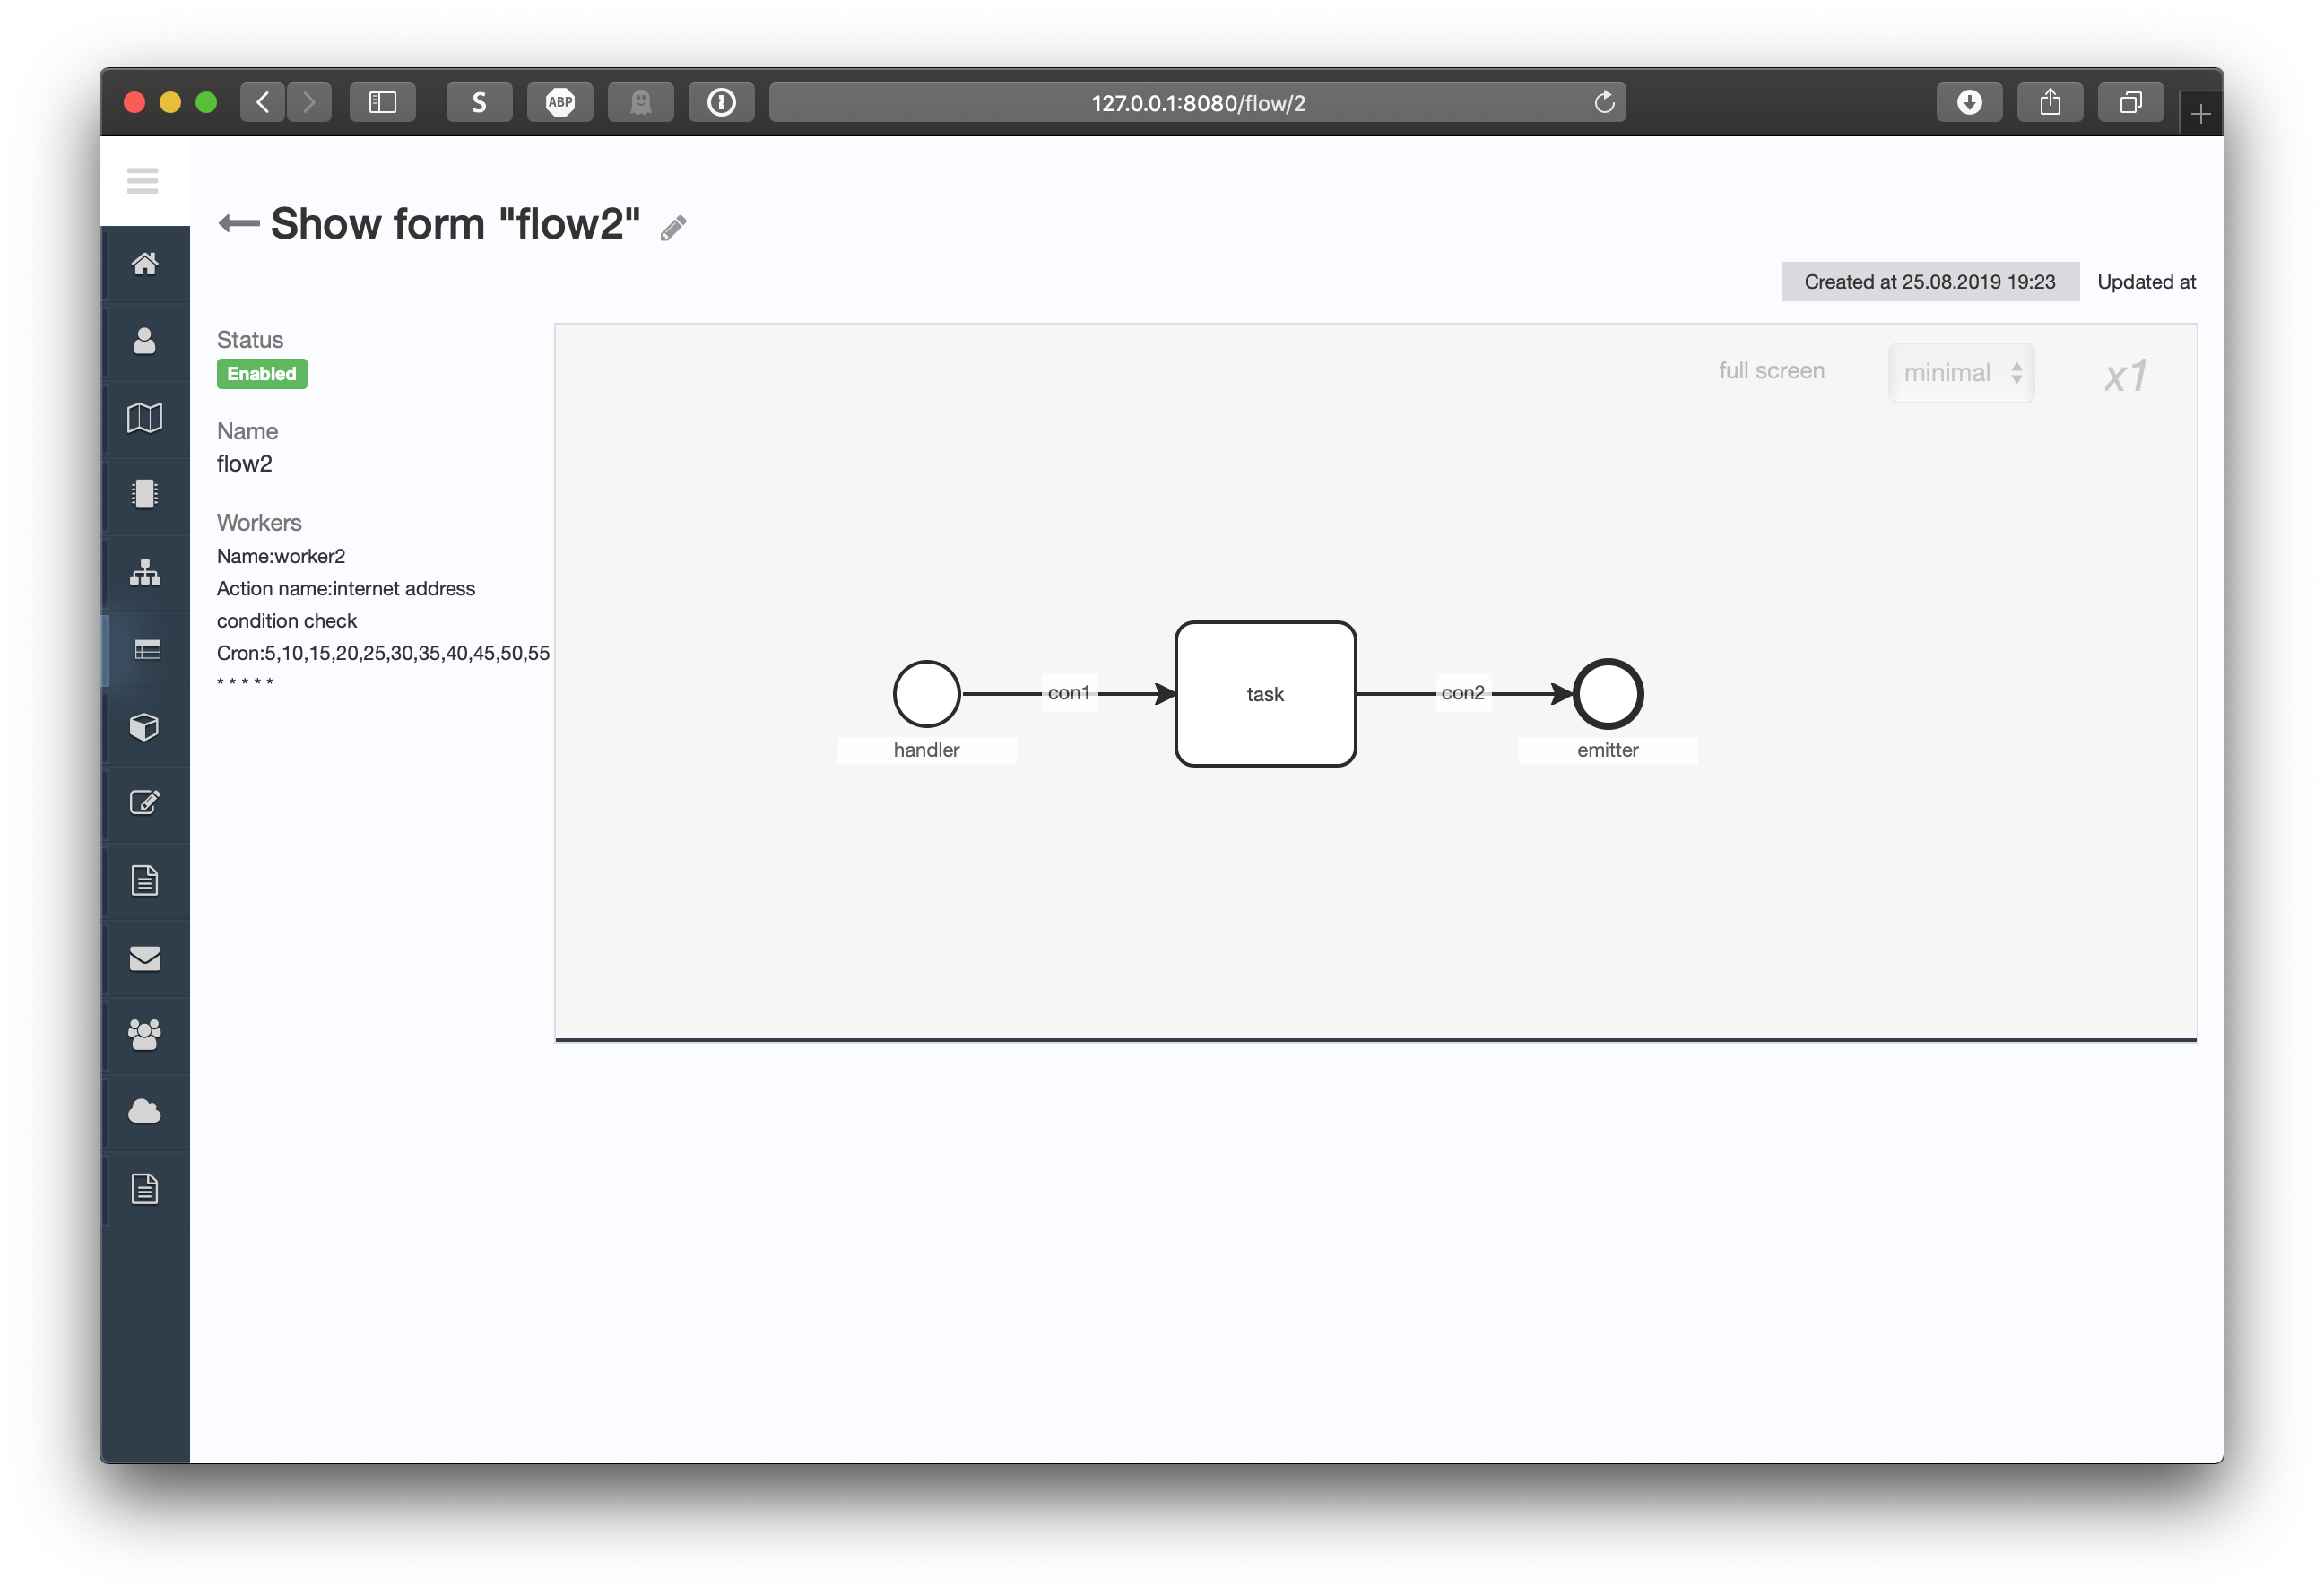 S
ABP
127.0.0.1:8080/flow/2
Show form "flow2"
Created at 25.08.2019 19:23 Updated at
Status
Enabled
Name
flow2
Workers
Name:worker2
Action name:internet address
condition check
Cron:5,10,15,20,25,30,35,40,45,50,55
* * * * *
full screen
minimal
x1
con1
task
con2
handler
emitter